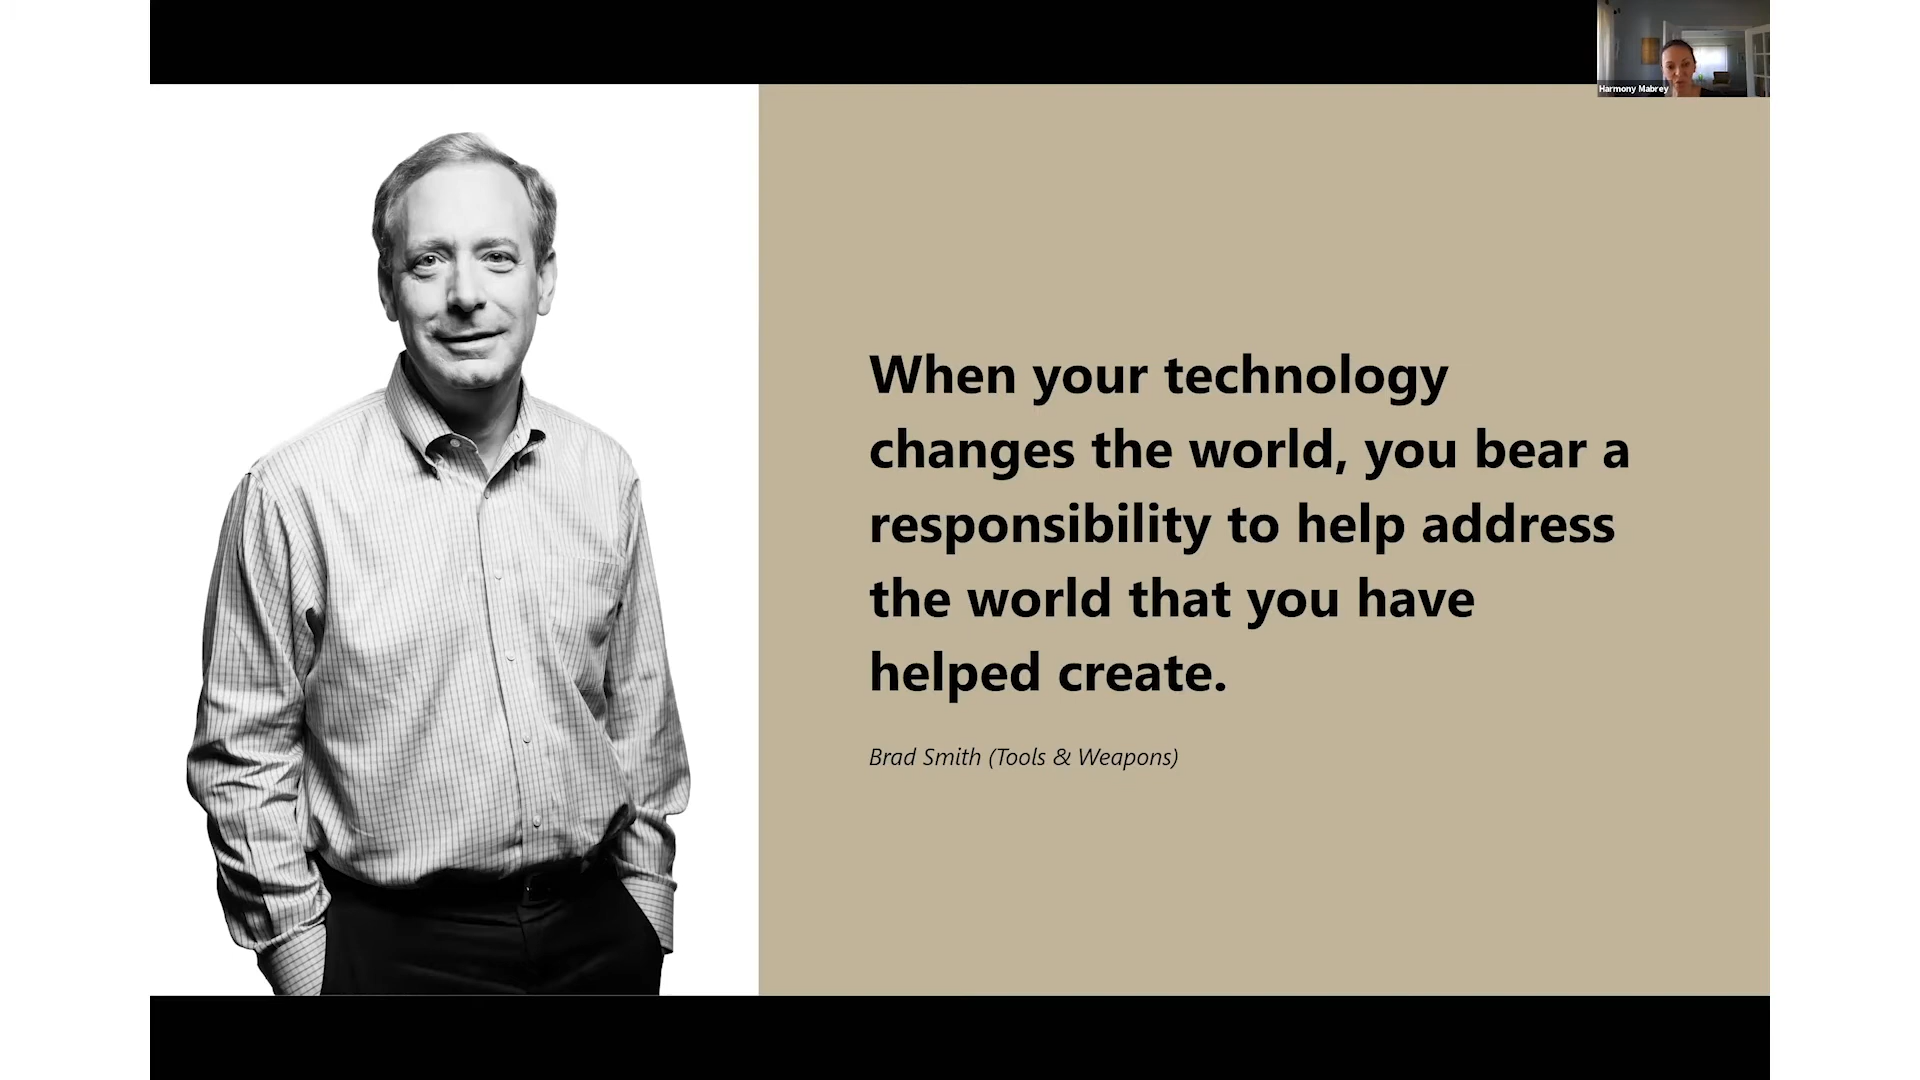 Harmony Mabrey
When your technology
changes the world, you bear a
responsibility to help address
the world that you have
helped create.
Brad Smith (Tools & Weapons)